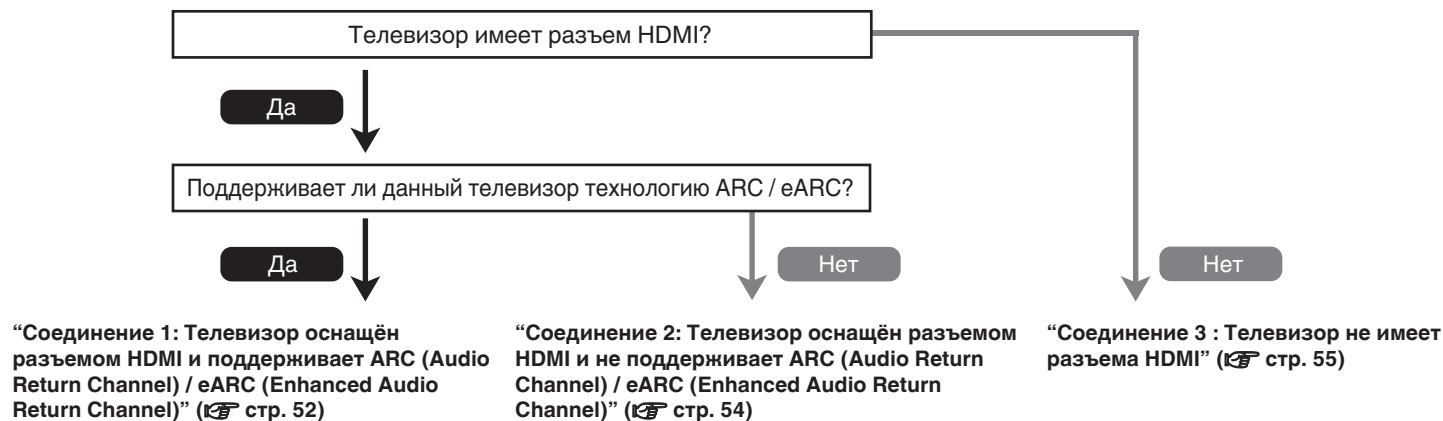 Телевизор имеет разъем HDMI?
Да
Поддерживает ли данный телевизор технологию ARC / eARC?
Да
Нет
Нет
“Соединение 1: Телевизор оснащён
разъемом HDMI и поддерживает ARC (Audio
Return Channel) / eARC (Enhanced Audio
Return Channel)” (☞ стр. 52)
“Соединение 2: Телевизор оснащён разъемом
HDMI и не поддерживает ARC (Audio Return
Channel) / eARC (Enhanced Audio Return
Channel)” (☞ стр. 54)
“Соединение 3 : Телевизор не имеет
разъема HDMI” (☞ стр. 55)